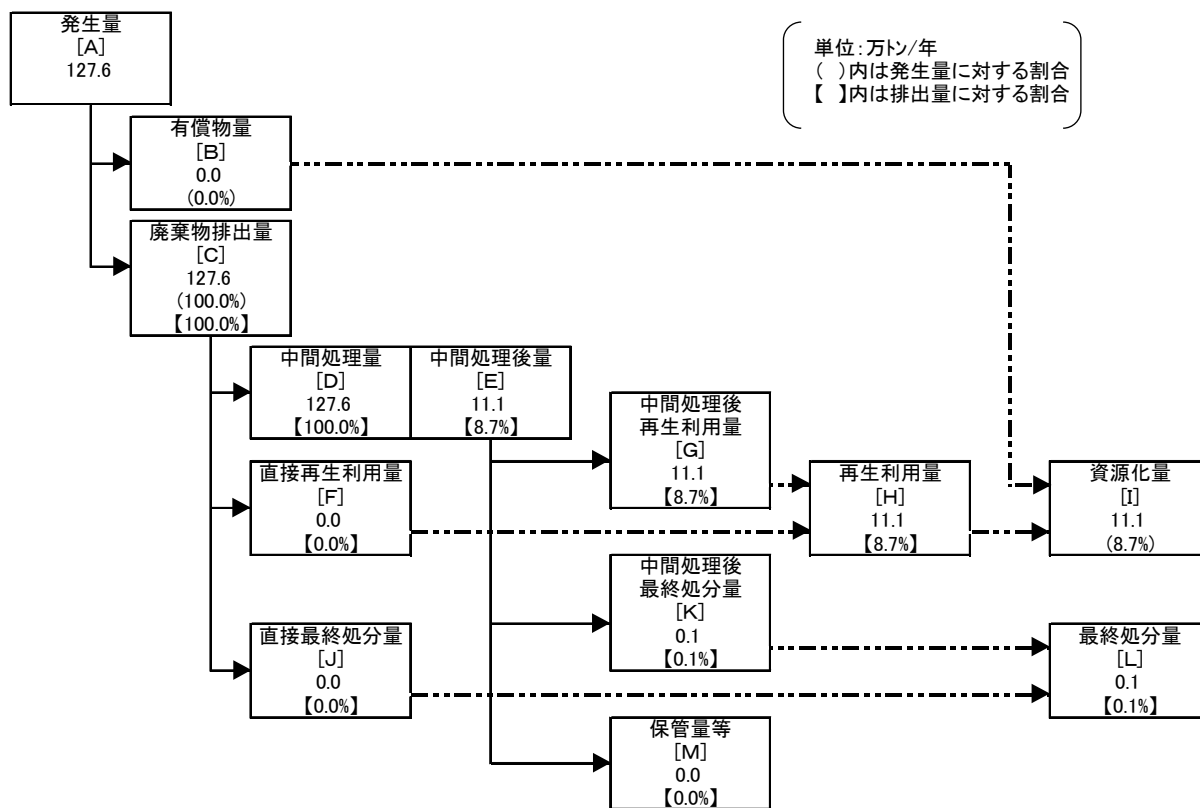 発生量
[A]
127.6
単位：万トン/年
（ ）内は発生量に対する割合
【 】内は排出量に対する割合
有償物量
[B]
0.0
(0.0%)
廃棄物排出量
[C]
127.6
(100.0%)
【100.0%】
中間処理量
[D]
127.6
【100.0%】
中間処理後量
[E]
11.1
【8.7%】
中間処理後
再生利用量
[G]
11.1
【8.7%】
直接再生利用量
[F]
0.0
【0.0%】
再生利用量
[H]
11.1
【8.7%】
資源化量
[I]
11.1
(8.7%)
中間処理後
最終処分量
[K]
0.1
【0.1%】
直接最終処分量
[J]
0.0
【0.0%】
最終処分量
[L]
0.1
【0.1%】
保管量等
[M]
0.0
【0.0%】